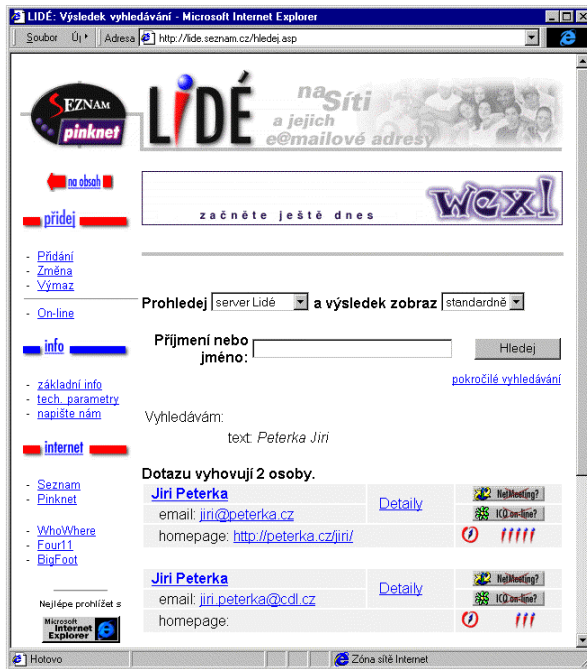 LIDÉ: Výsledek vyhledávání - Microsoft Internet Explorer
Soubor Úp Adresa http://lide.seznam.cz/hledej.asp
SEZNAM
pinknet
LIDÉ
na Síti
a jejich
e@mailové adresy
na obsah
wexl
začněte ještě dnes
přidej
- Přidání
- Změna
- Výmaz
- On-line
Prohledej server Lidé a výsledek zobraz standardně
Příjmení nebo
jméno: Hledej
pokročilé vyhledávání
info
- základní info
- tech. parametry
- napište nám
Vyhledávám:
text: Peterka Jiri
internet
- Seznam
- Pinknet
- WhoWhere
- Four11
- BigFoot
Dotazu vyhovují 2 osoby.
Jiri Peterka Detaily NetMeeting?
email: jiri@peterka.cz ICQ on-line?
homepage: http://peterka.cz/jiri/
Jiri Peterka Detaily NetMeeting?
email: jiri.peterka@cdl.cz ICQ on-line?
homepage:
Nejlépe prohlížet s
Microsoft
Internet
Explorer
Hotovo Zóna sítě Internet